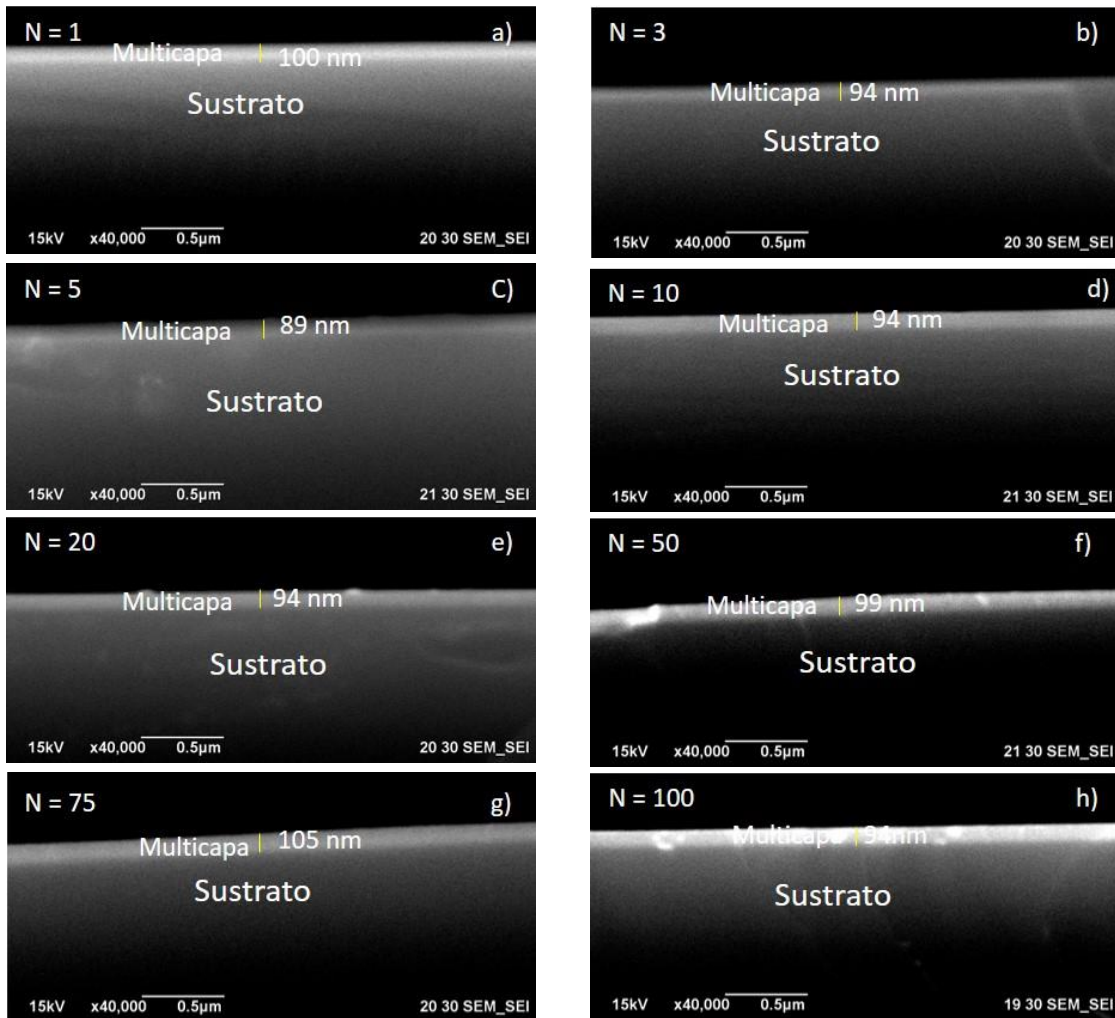 N = 1
a)
Multicapa
100 nm
Sustrato
15kV x40,000 0.5µm 20 30 SEM_SEI
N = 3
b)
Multicapa
94 nm
Sustrato
15kV x40,000 0.5µm 20 30 SEM_SEI
N = 5
C)
Multicapa
89 nm
Sustrato
15kV x40,000 0.5µm 21 30 SEM_SEI
N = 10
d)
Multicapa
94 nm
Sustrato
15kV x40,000 0.5µm 21 30 SEM_SEI
N = 20
e)
Multicapa
94 nm
Sustrato
15kV x40,000 0.5µm 20 30 SEM_SEI
N = 50
f)
Multicapa
99 nm
Sustrato
15kV x40,000 0.5µm 21 30 SEM_SEI
N = 75
g)
Multicapa
105 nm
Sustrato
15kV x40,000 0.5µm 20 30 SEM_SEI
N = 100
h)
Multicapa
94nm
Sustrato
15kV x40,000 0.5µm 19 30 SEM_SEI